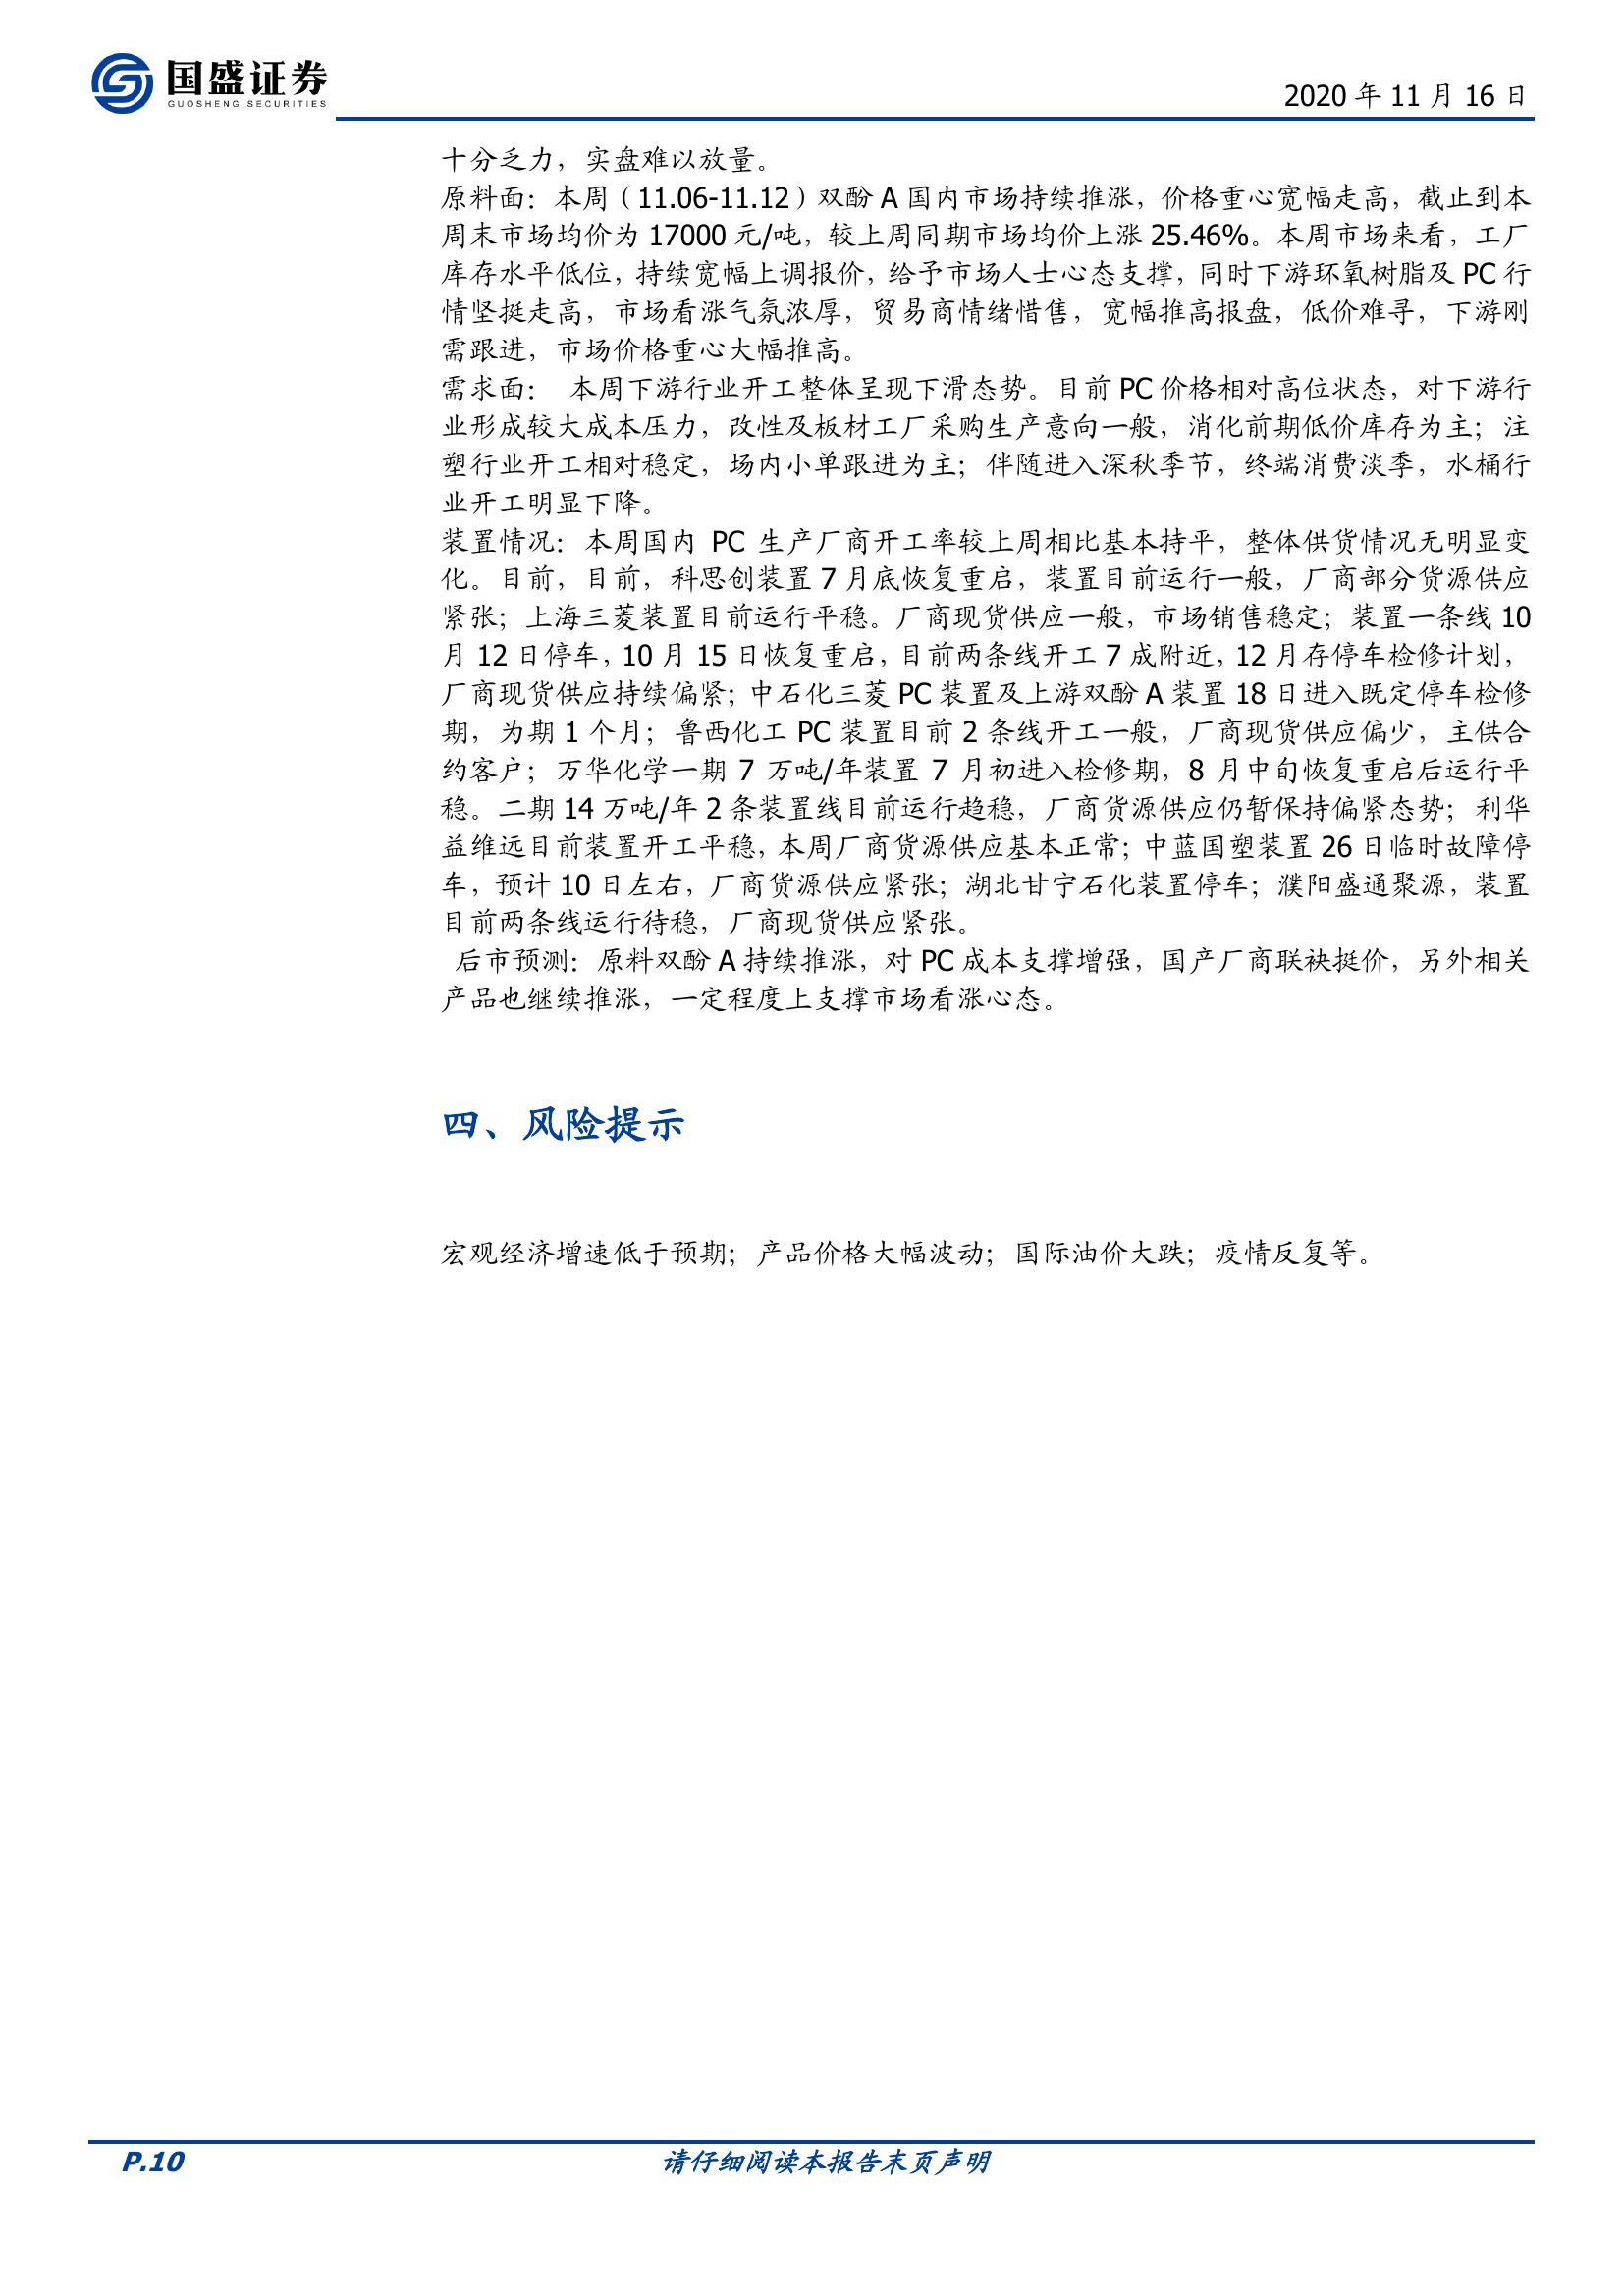 国盛证券
GUOSHENG SECURITIES
2020 年 11 月 16 日
十分乏力，实盘难以放量。
原料面：本周（11.06-11.12）双酚 A 国内市场持续推涨，价格重心宽幅走高，截止到本
周末市场均价为 17000 元/吨，较上周同期市场均价上涨 25.46%。本周市场来看，工厂
库存水平低位，持续宽幅上调报价，给予市场人士心态支撑，同时下游环氧树脂及 PC 行
情坚挺走高，市场看涨气氛浓厚，贸易商情绪惜售，宽幅推高报盘，低价难寻，下游刚
需跟进，市场价格重心大幅推高。
需求面： 本周下游行业开工整体呈现下滑态势。目前 PC 价格相对高位状态，对下游行
业形成较大成本压力，改性及板材工厂采购生产意向一般，消化前期低价库存为主；注
塑行业开工相对稳定，场内小单跟进为主；伴随进入深秋季节，终端消费淡季，水桶行
业开工明显下降。
装置情况：本周国内 PC 生产厂商开工率较上周相比基本持平，整体供货情况无明显变
化。目前，目前，科思创装置 7 月底恢复重启，装置目前运行一般，厂商部分货源供应
紧张；上海三菱装置目前运行平稳。厂商现货供应一般，市场销售稳定；装置一条线 10
月 12 日停车，10 月 15 日恢复重启，目前两条线开工 7 成附近，12 月存停车检修计划，
厂商现货供应持续偏紧；中石化三菱 PC 装置及上游双酚 A 装置 18 日进入既定停车检修
期，为期 1 个月；鲁西化工 PC 装置目前 2 条线开工一般，厂商现货供应偏少，主供合
约客户；万华化学一期 7 万吨/年装置 7 月初进入检修期，8 月中旬恢复重启后运行平
稳。二期 14 万吨/年 2 条装置线目前运行趋稳，厂商货源供应仍暂保持偏紧态势；利华
益维远目前装置开工平稳，本周厂商货源供应基本正常；中蓝国塑装置 26 日临时故障停
车，预计 10 日左右，厂商货源供应紧张；湖北甘宁石化装置停车；濮阳盛通聚源，装置
目前两条线运行待稳，厂商现货供应紧张。
后市预测：原料双酚 A 持续推涨，对 PC 成本支撑增强，国产厂商联袂挺价，另外相关
产品也继续推涨，一定程度上支撑市场看涨心态。
四、风险提示
宏观经济增速低于预期；产品价格大幅波动；国际油价大跌；疫情反复等。
P.10
请仔细阅读本报告末页声明